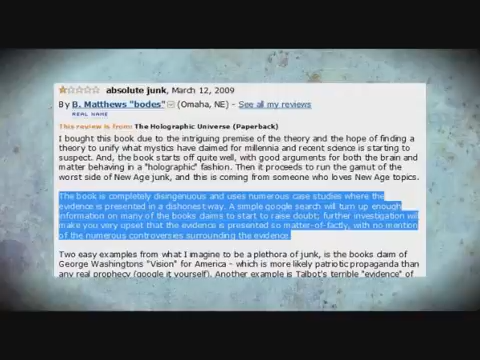 absolute junk, March 12, 2009
By B. Matthews "bodes" (Omaha, NE) - See all my reviews
REAL NAME
This review is from: The Holographic Universe (Paperback)
I bought this book due to the intriguing premise of the theory and the hope of finding a
theory to unify what mystics have claimed for millennia and recent science is starting to
suspect. And, the book starts off quite well, with good arguments for both the brain and
matter behaving in a "holographic" fashion. Then it proceeds to run the gamut of the
worst side of New Age junk, and this is coming from someone who loves New Age topics.
The book is completely disingenuous and uses numerous case studies where the
evidence is presented in a dishonest way. A simple google search will turn up enough
information on many of the books claims to start to raise doubt; further investigation will
make you very upset that the evidence is presented so matter-of-factly, with no mention
of the numerous controversies surrounding the evidence.
Two easy examples from what I imagine to be a plethora of junk, is the books claim of
George Washingtons "Vision" for America - which is more likely patriotic propaganda than
any real prophecy (google it yourself). Another example is Talbot's terrible "evidence" of